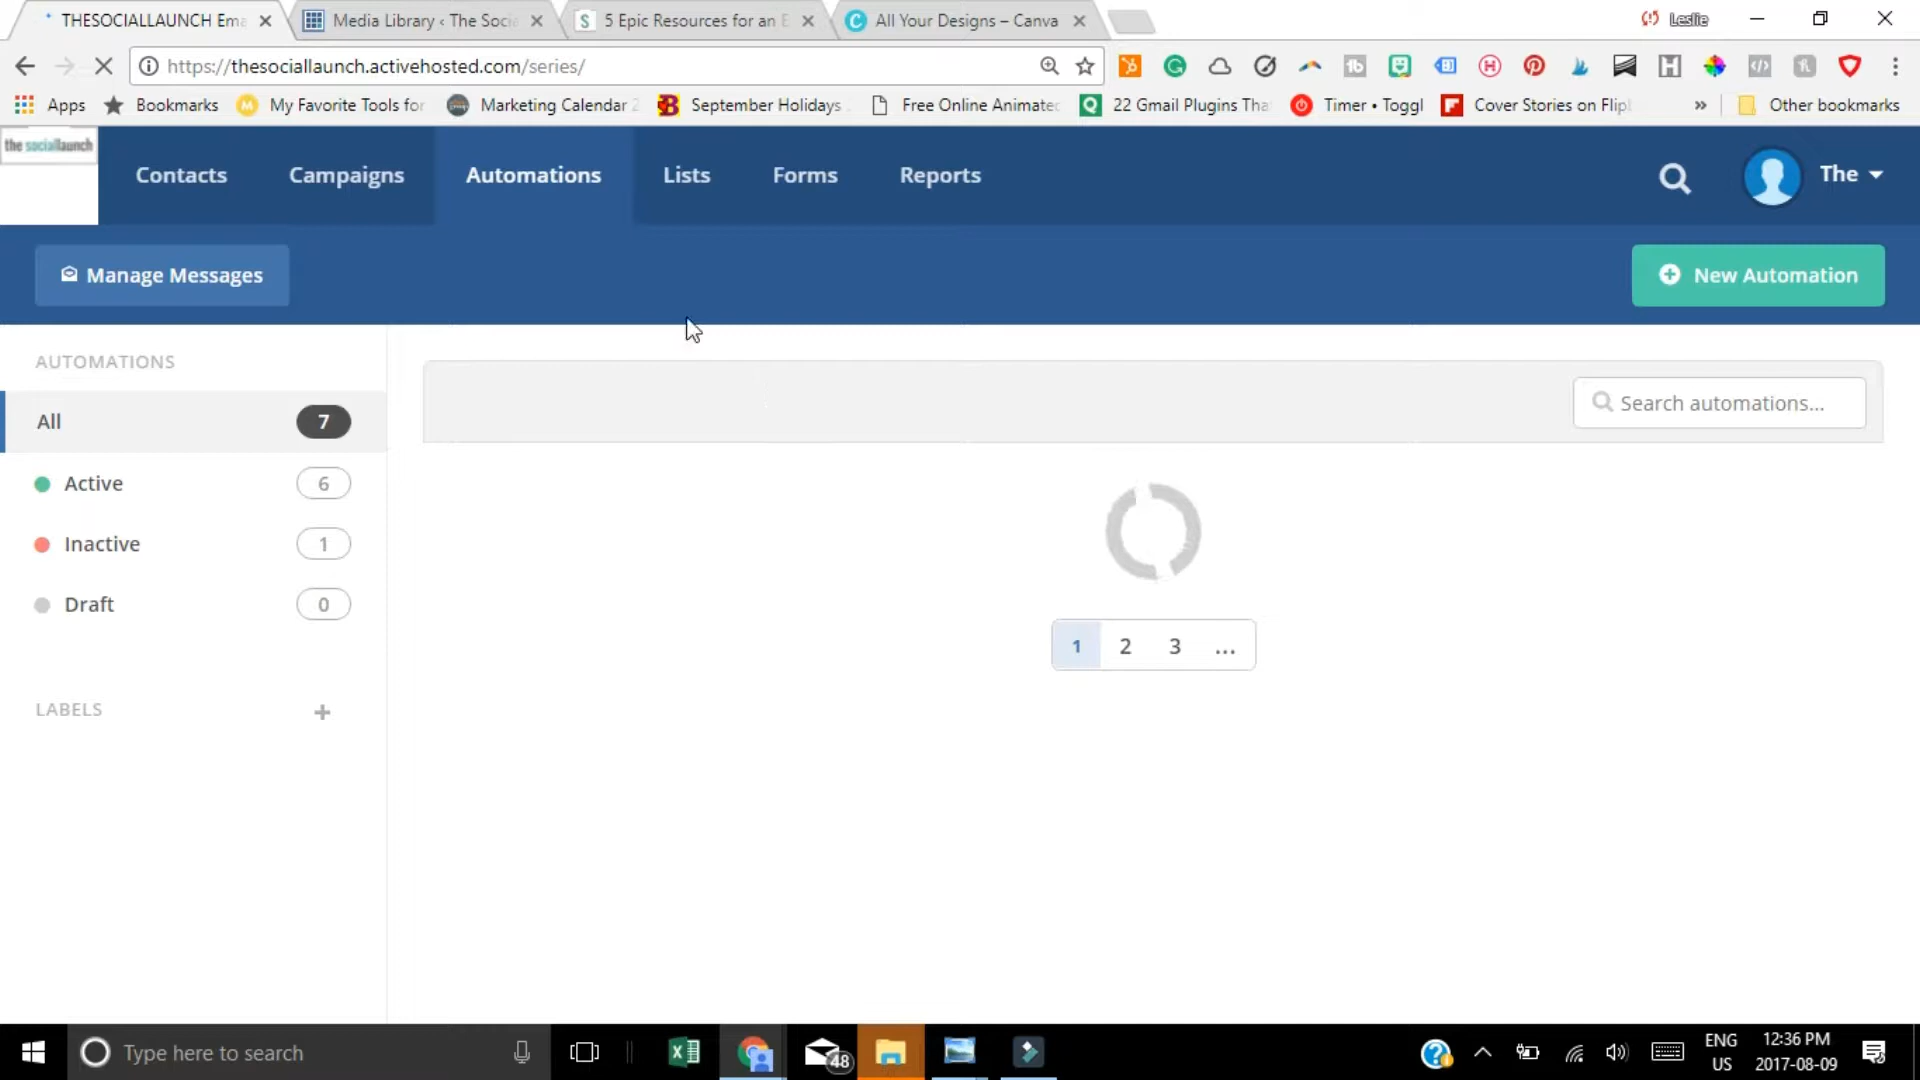 THESOCIALLAUNCH Ema
Media Library ‹ The Soci
5 Epic Resources for an E
All Your Designs – Canva
Leslie
https://thesociallaunch.activehosted.com/series/
Apps
Bookmarks
My Favorite Tools for
Marketing Calendar 2
September Holidays
Free Online Animated
22 Gmail Plugins Tha
Timer • Toggl
Cover Stories on Flip
»
Other bookmarks
the sociallaunch
Contacts
Campaigns
Automations
Lists
Forms
Reports
The
Manage Messages
New Automation
AUTOMATIONS
Search automations...
All 7
Active 6
Inactive 1
Draft 0
1 2 3 ...
LABELS +
Type here to search
48
ENG
US
12:36 PM
2017-08-09